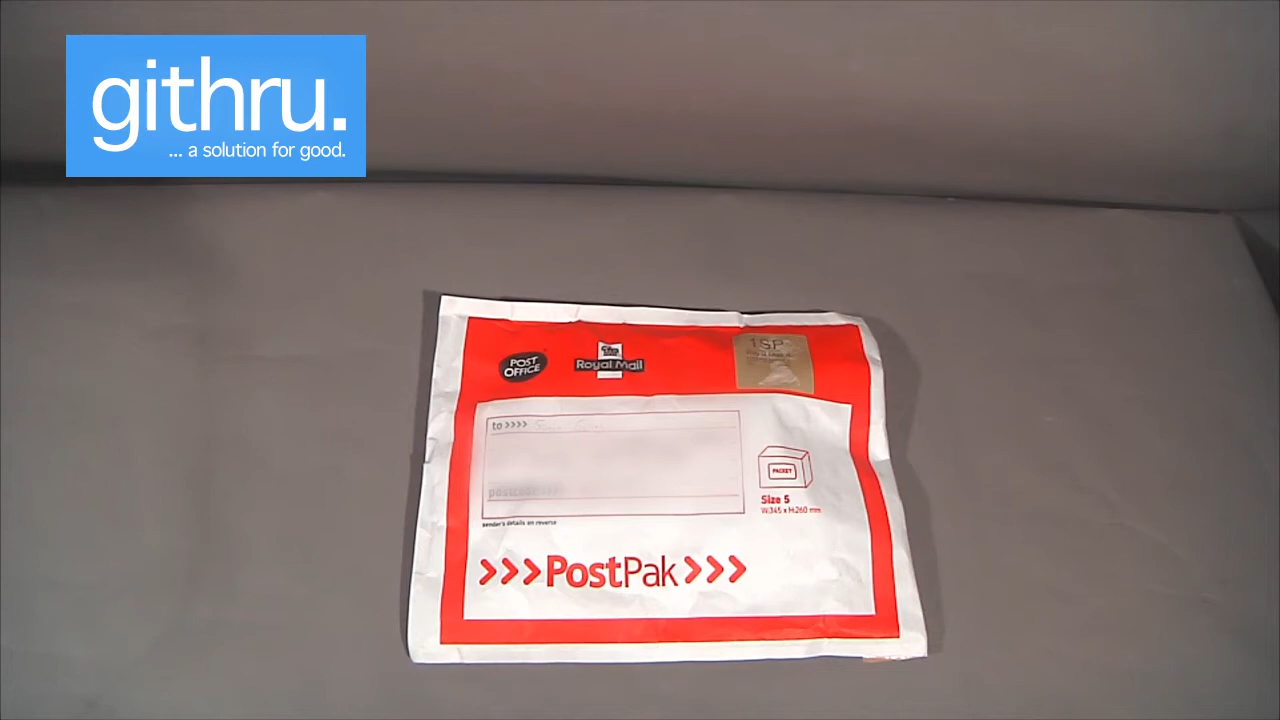 githru.
... a solution for good.
POST
OFFICE
Royal Mail
1SP
to >>>>
postcode >>>>
PACKET
Size 5
W:345 x H:260 mm
sender's details on reverse
>>>PostPak>>>